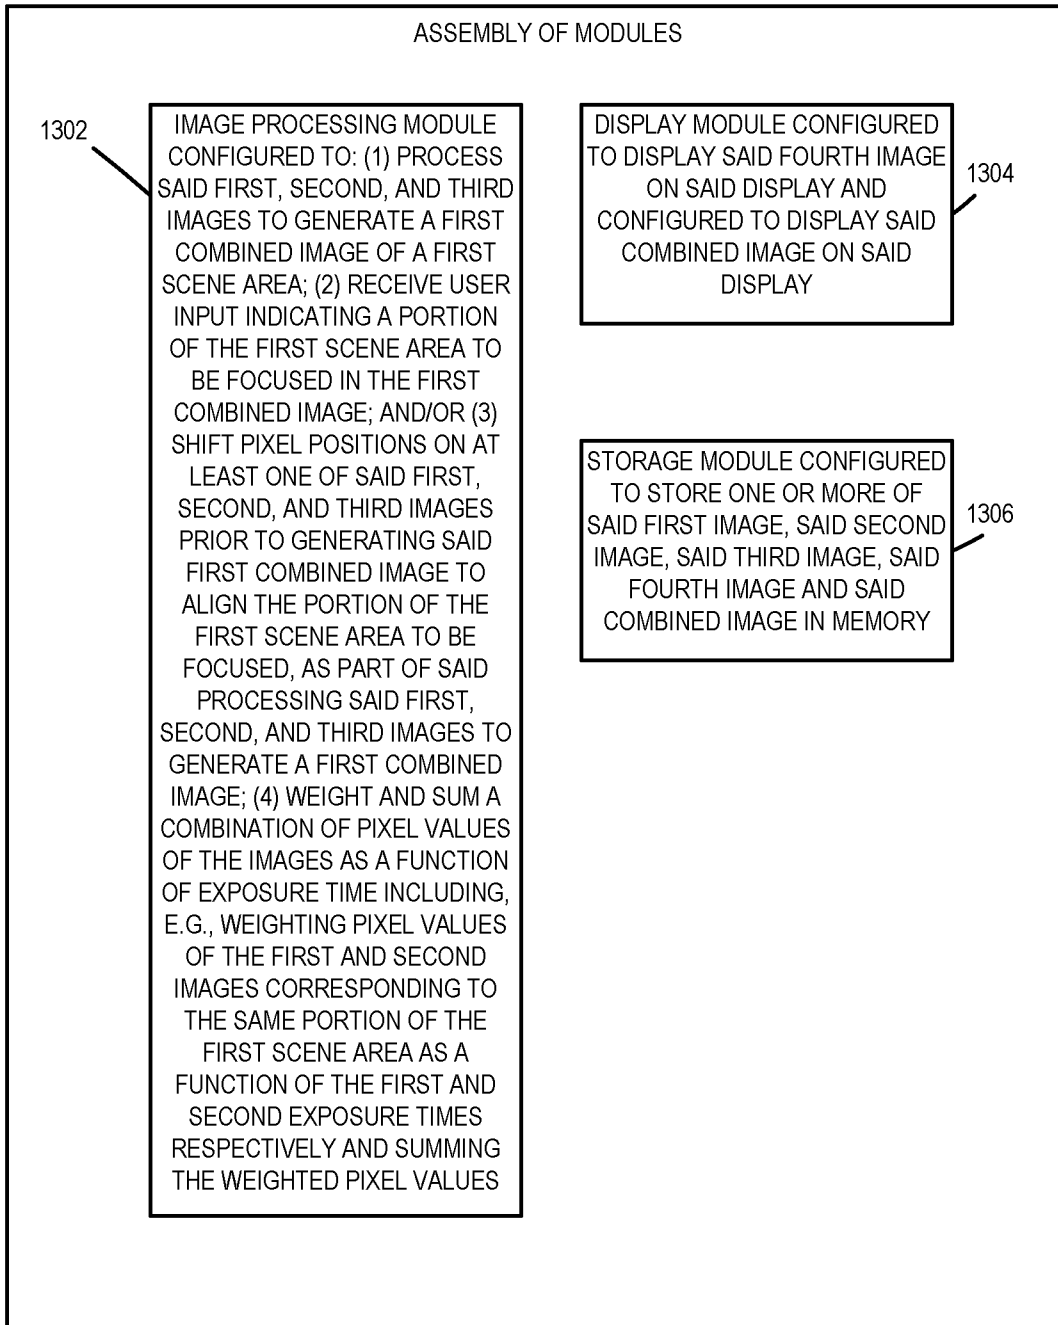 ASSEMBLY OF MODULES
1302
IMAGE PROCESSING MODULE
CONFIGURED TO: (1) PROCESS
SAID FIRST, SECOND, AND THIRD
IMAGES TO GENERATE A FIRST
COMBINED IMAGE OF A FIRST
SCENE AREA; (2) RECEIVE USER
INPUT INDICATING A PORTION
OF THE FIRST SCENE AREA TO
BE FOCUSED IN THE FIRST
COMBINED IMAGE; AND/OR (3)
SHIFT PIXEL POSITIONS ON AT
LEAST ONE OF SAID FIRST,
SECOND, AND THIRD IMAGES
PRIOR TO GENERATING SAID
FIRST COMBINED IMAGE TO
ALIGN THE PORTION OF THE
FIRST SCENE AREA TO BE
FOCUSED, AS PART OF SAID
PROCESSING SAID FIRST,
SECOND, AND THIRD IMAGES TO
GENERATE A FIRST COMBINED
IMAGE; (4) WEIGHT AND SUM A
COMBINATION OF PIXEL VALUES
OF THE IMAGES AS A FUNCTION
OF EXPOSURE TIME INCLUDING,
E.G., WEIGHTING PIXEL VALUES
OF THE FIRST AND SECOND
IMAGES CORRESPONDING TO
THE SAME PORTION OF THE
FIRST SCENE AREA AS A
FUNCTION OF THE FIRST AND
SECOND EXPOSURE TIMES
RESPECTIVELY AND SUMMING
THE WEIGHTED PIXEL VALUES
DISPLAY MODULE CONFIGURED
TO DISPLAY SAID FOURTH IMAGE
ON SAID DISPLAY AND
CONFIGURED TO DISPLAY SAID
COMBINED IMAGE ON SAID
DISPLAY
1304
STORAGE MODULE CONFIGURED
TO STORE ONE OR MORE OF
SAID FIRST IMAGE, SAID SECOND
IMAGE, SAID THIRD IMAGE, SAID
FOURTH IMAGE AND SAID
COMBINED IMAGE IN MEMORY
1306